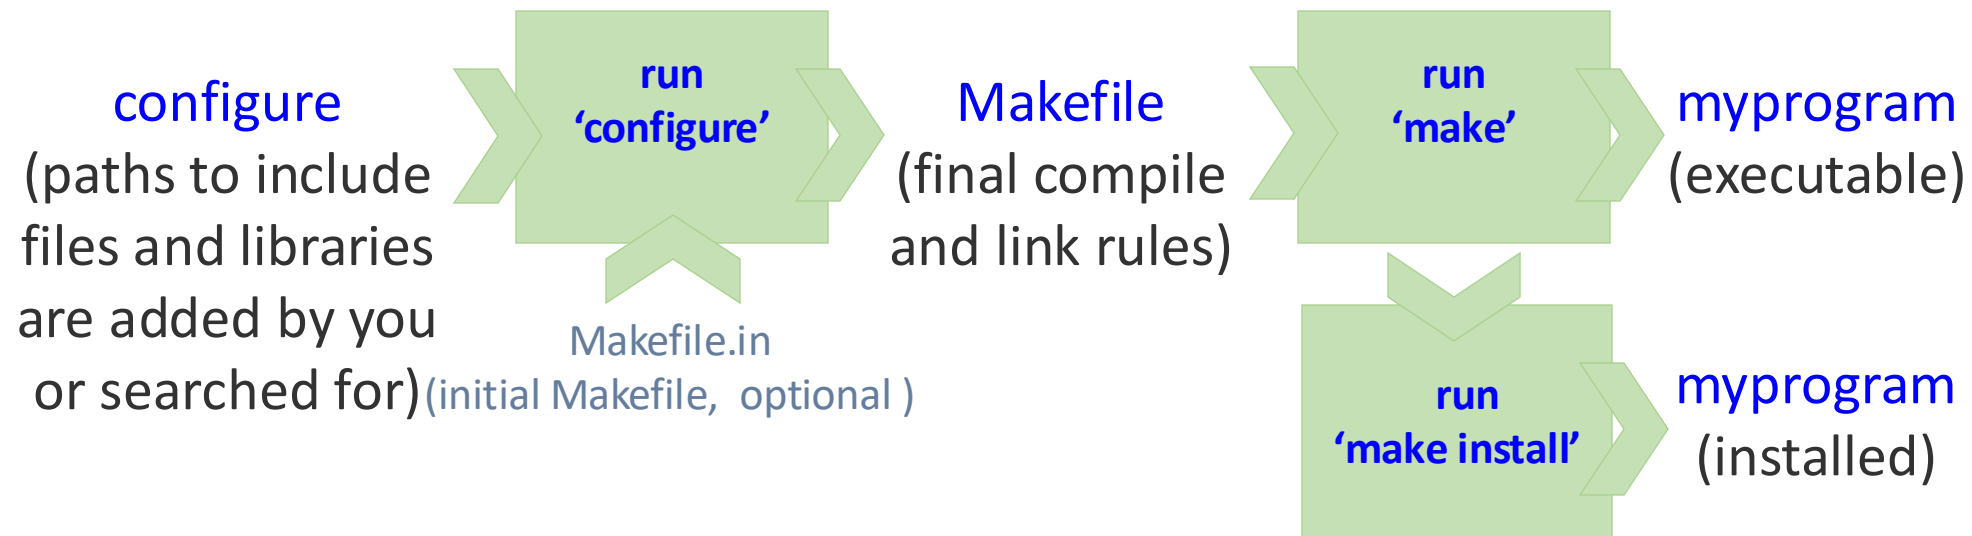 configure
(paths to include
files and libraries
are added by you
or searched for)
run
‘configure’
Makefile.in
(initial Makefile,  optional )
Makefile
(final compile
and link rules)
run
‘make’
myprogram
(executable)
run
‘make install’
myprogram
(installed)